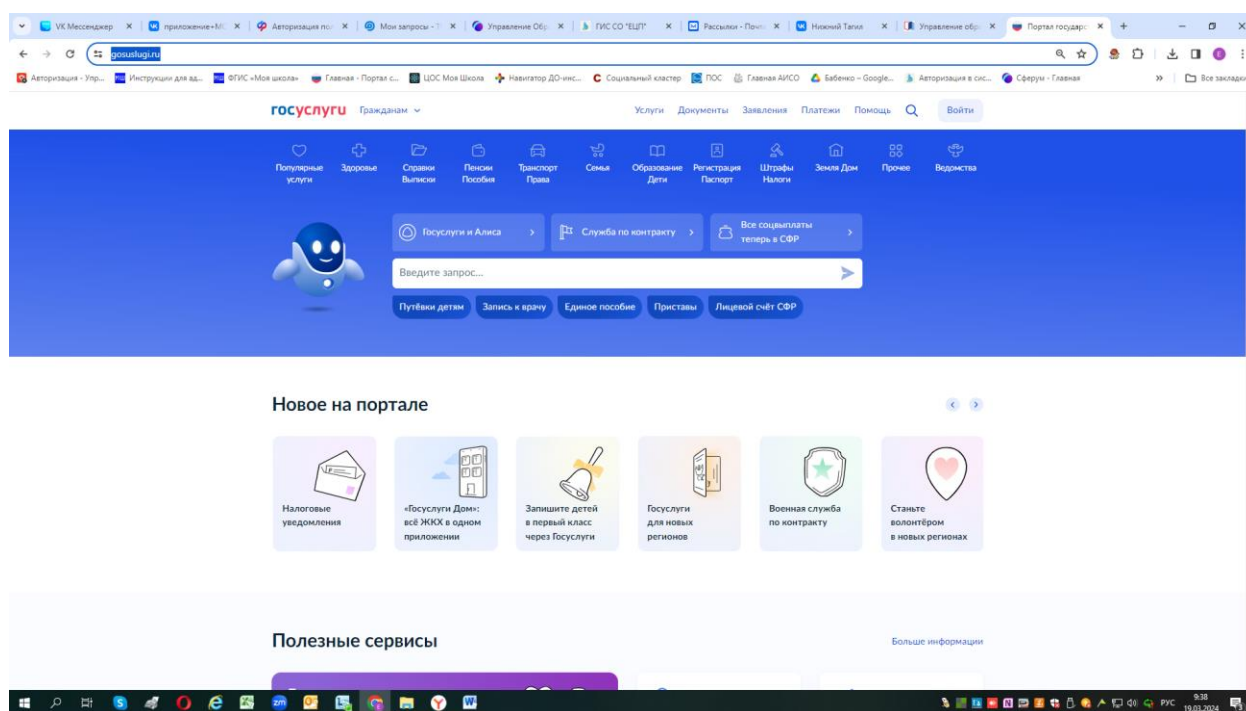 VK Мессенджер
приложение+МС
Авторизация пол
Мои запросы - Т
Управление Обр
ГИС СО "ЕЦП"
Рассылки - Почт
Нижний Тагил
Управление обр
Портал государс
gosuslugi.ru
Авторизация - Упр...
Инструкции для ад...
ФГИС «Моя школа»
Главная - Портал с...
ЦОС Моя Школа
Навигатор ДО-инс...
Социальный кластер
ПОС
Главная АИСО
Бабенко – Google...
Авторизация в сис...
Сферум - Главная
Все закладки
госуслуги
Гражданам
Услуги
Документы
Заявления
Платежи
Помощь
Войти
Популярные
услуги
Здоровье
Справки
Выписки
Пенсии
Пособия
Транспорт
Права
Семья
Образование
Дети
Регистрация
Паспорт
Штрафы
Налоги
Земля Дом
Прочее
Ведомства
Госуслуги и Алиса
Служба по контракту
Все соцвыплаты
теперь в СФР
Введите запрос...
Путёвки детям
Запись к врачу
Единое пособие
Приставы
Лицевой счёт СФР
Новое на портале
Налоговые
уведомления
«Госуслуги Дом»:
всё ЖКХ в одном
приложении
Запишите детей
в первый класс
через Госуслуги
Госуслуги
для новых
регионов
Военная служба
по контракту
Станьте
волонтёром
в новых регионах
Полезные сервисы
Больше информации
РУС
9:38
19.03.2024